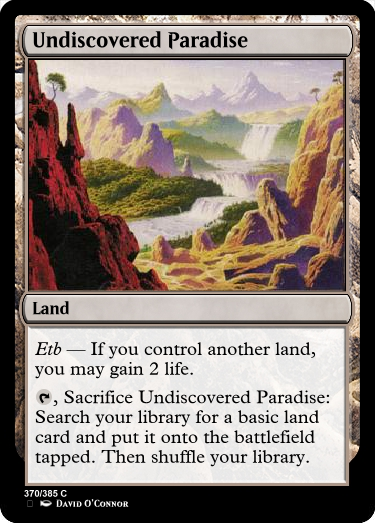 Undiscovered Paradise
Land
Etb — If you control another land,
you may gain 2 life.
, Sacrifice Undiscovered Paradise:
Search your library for a basic land
card and put it onto the battlefield
tapped. Then shuffle your library.
370/385 C
David O'Connor